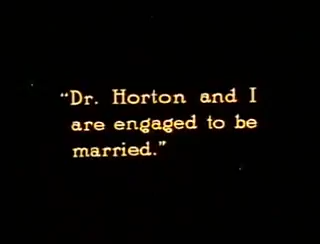 "Dr. Horton and I
are engaged to be
married."